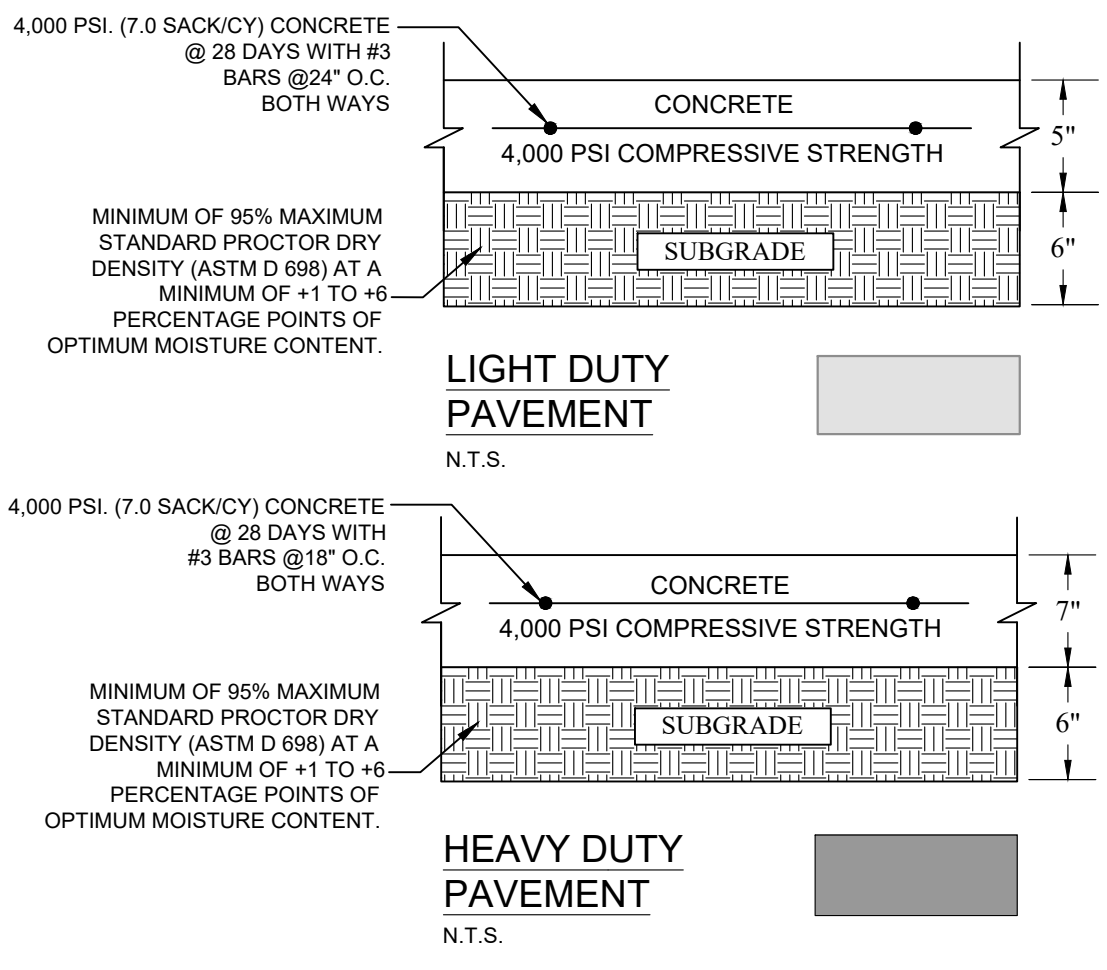 4,000 PSI. (7.0 SACK/CY) CONCRETE
@ 28 DAYS WITH #3
BARS @24" O.C.
BOTH WAYS
CONCRETE
4,000 PSI COMPRESSIVE STRENGTH
5"
MINIMUM OF 95% MAXIMUM
STANDARD PROCTOR DRY
DENSITY (ASTM D 698) AT A
MINIMUM OF +1 TO +6
PERCENTAGE POINTS OF
OPTIMUM MOISTURE CONTENT.
SUBGRADE
6"
LIGHT DUTY
PAVEMENT
N.T.S.
4,000 PSI. (7.0 SACK/CY) CONCRETE
@ 28 DAYS WITH
#3 BARS @18" O.C.
BOTH WAYS
CONCRETE
4,000 PSI COMPRESSIVE STRENGTH
7"
MINIMUM OF 95% MAXIMUM
STANDARD PROCTOR DRY
DENSITY (ASTM D 698) AT A
MINIMUM OF +1 TO +6
PERCENTAGE POINTS OF
OPTIMUM MOISTURE CONTENT.
SUBGRADE
6"
HEAVY DUTY
PAVEMENT
N.T.S.